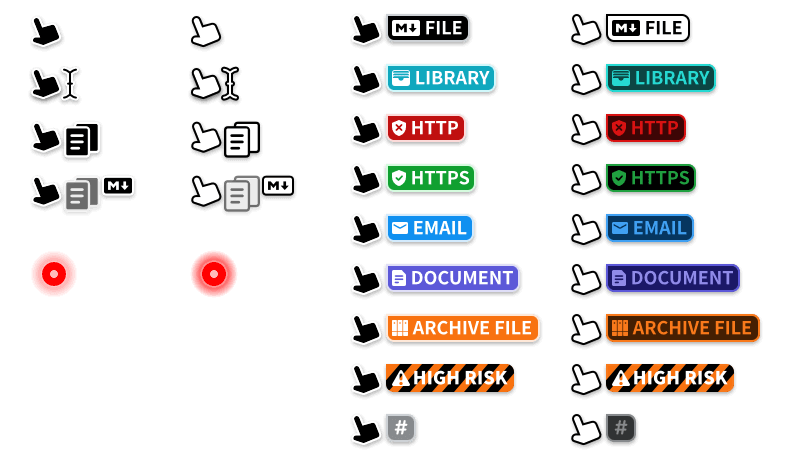 M↓ FILE M↓ FILE
LIBRARY LIBRARY
HTTP HTTP
M↓ M↓
HTTPS HTTPS
EMAIL EMAIL
DOCUMENT DOCUMENT
ARCHIVE FILE ARCHIVE FILE
HIGH RISK HIGH RISK
# #